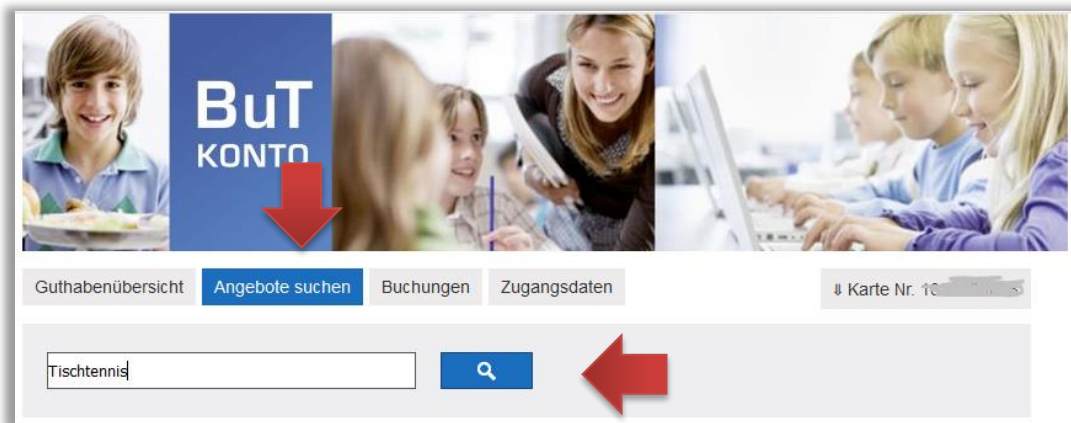 BuT
KONTO
Guthabenübersicht Angebote suchen Buchungen Zugangsdaten ⇓ Karte Nr.
Tischtennis